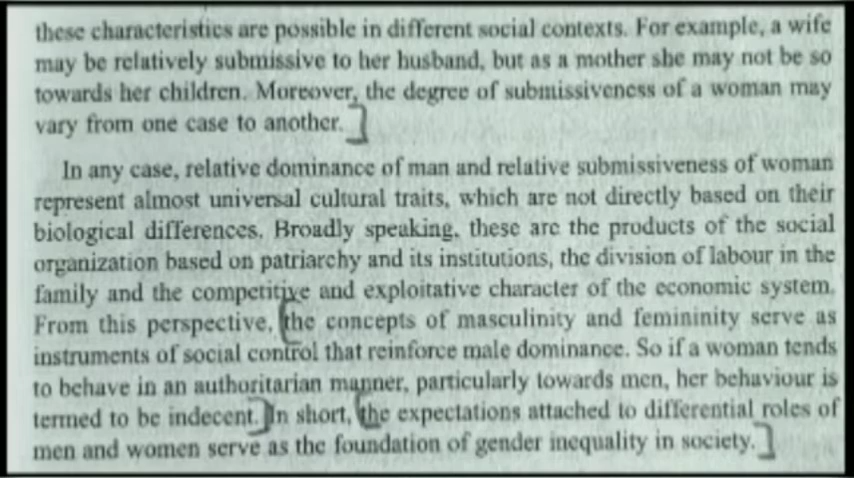 these characteristics are possible in different social contexts. For example, a wife
may be relatively submissive to her husband, but as a mother she may not be so
towards her children. Moreover, the degree of submissiveness of a woman may
vary from one case to another.]
In any case, relative dominance of man and relative submissiveness of woman
represent almost universal cultural traits, which are not directly based on their
biological differences. Broadly speaking, these are the products of the social
organization based on patriarchy and its institutions, the division of labour in the
family and the competitive and exploitative character of the economic system.
From this perspective, [the concepts of masculinity and femininity serve as
instruments of social control that reinforce male dominance. So if a woman tends
to behave in an authoritarian manner, particularly towards men, her behaviour is
termed to be indecent.] In short, [the expectations attached to differential roles of
men and women serve as the foundation of gender inequality in society.]